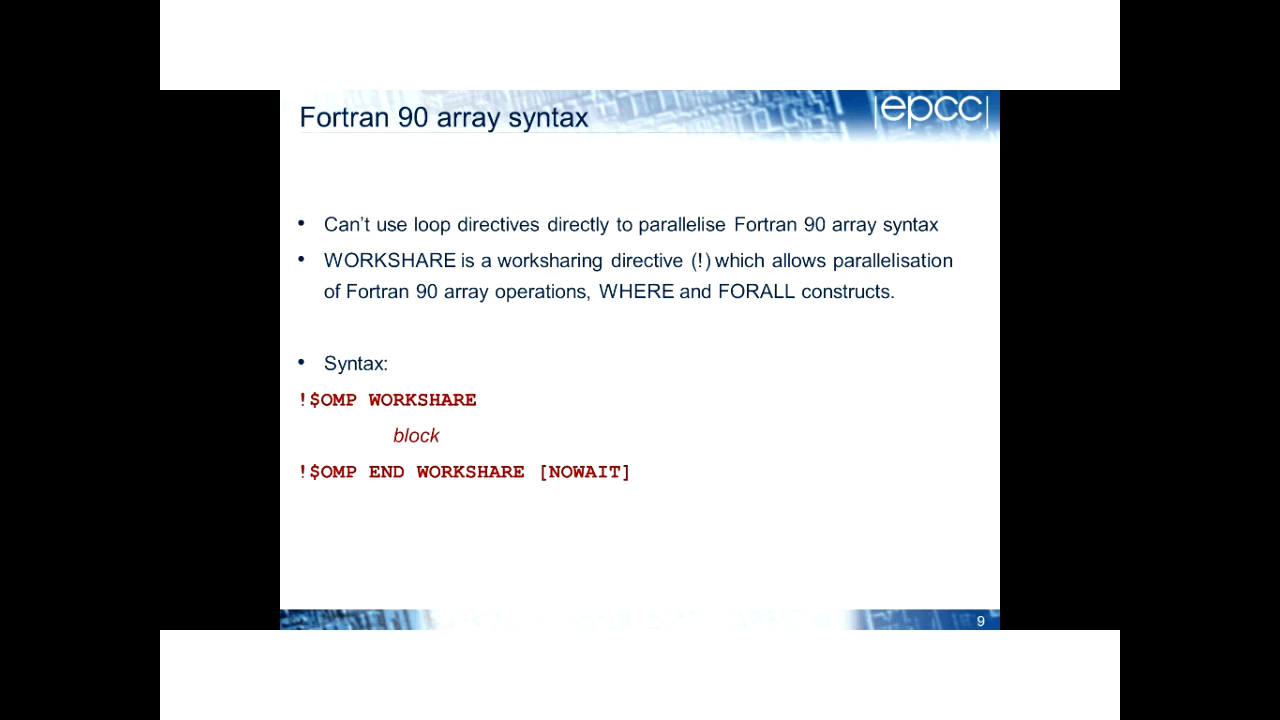 Fortran 90 array syntax
|epcc|
• Can't use loop directives directly to parallelise Fortran 90 array syntax
• WORKSHARE is a worksharing directive (!) which allows parallelisation
of Fortran 90 array operations, WHERE and FORALL constructs.
• Syntax:
!$OMP WORKSHARE
block
!$OMP END WORKSHARE [NOWAIT]
9